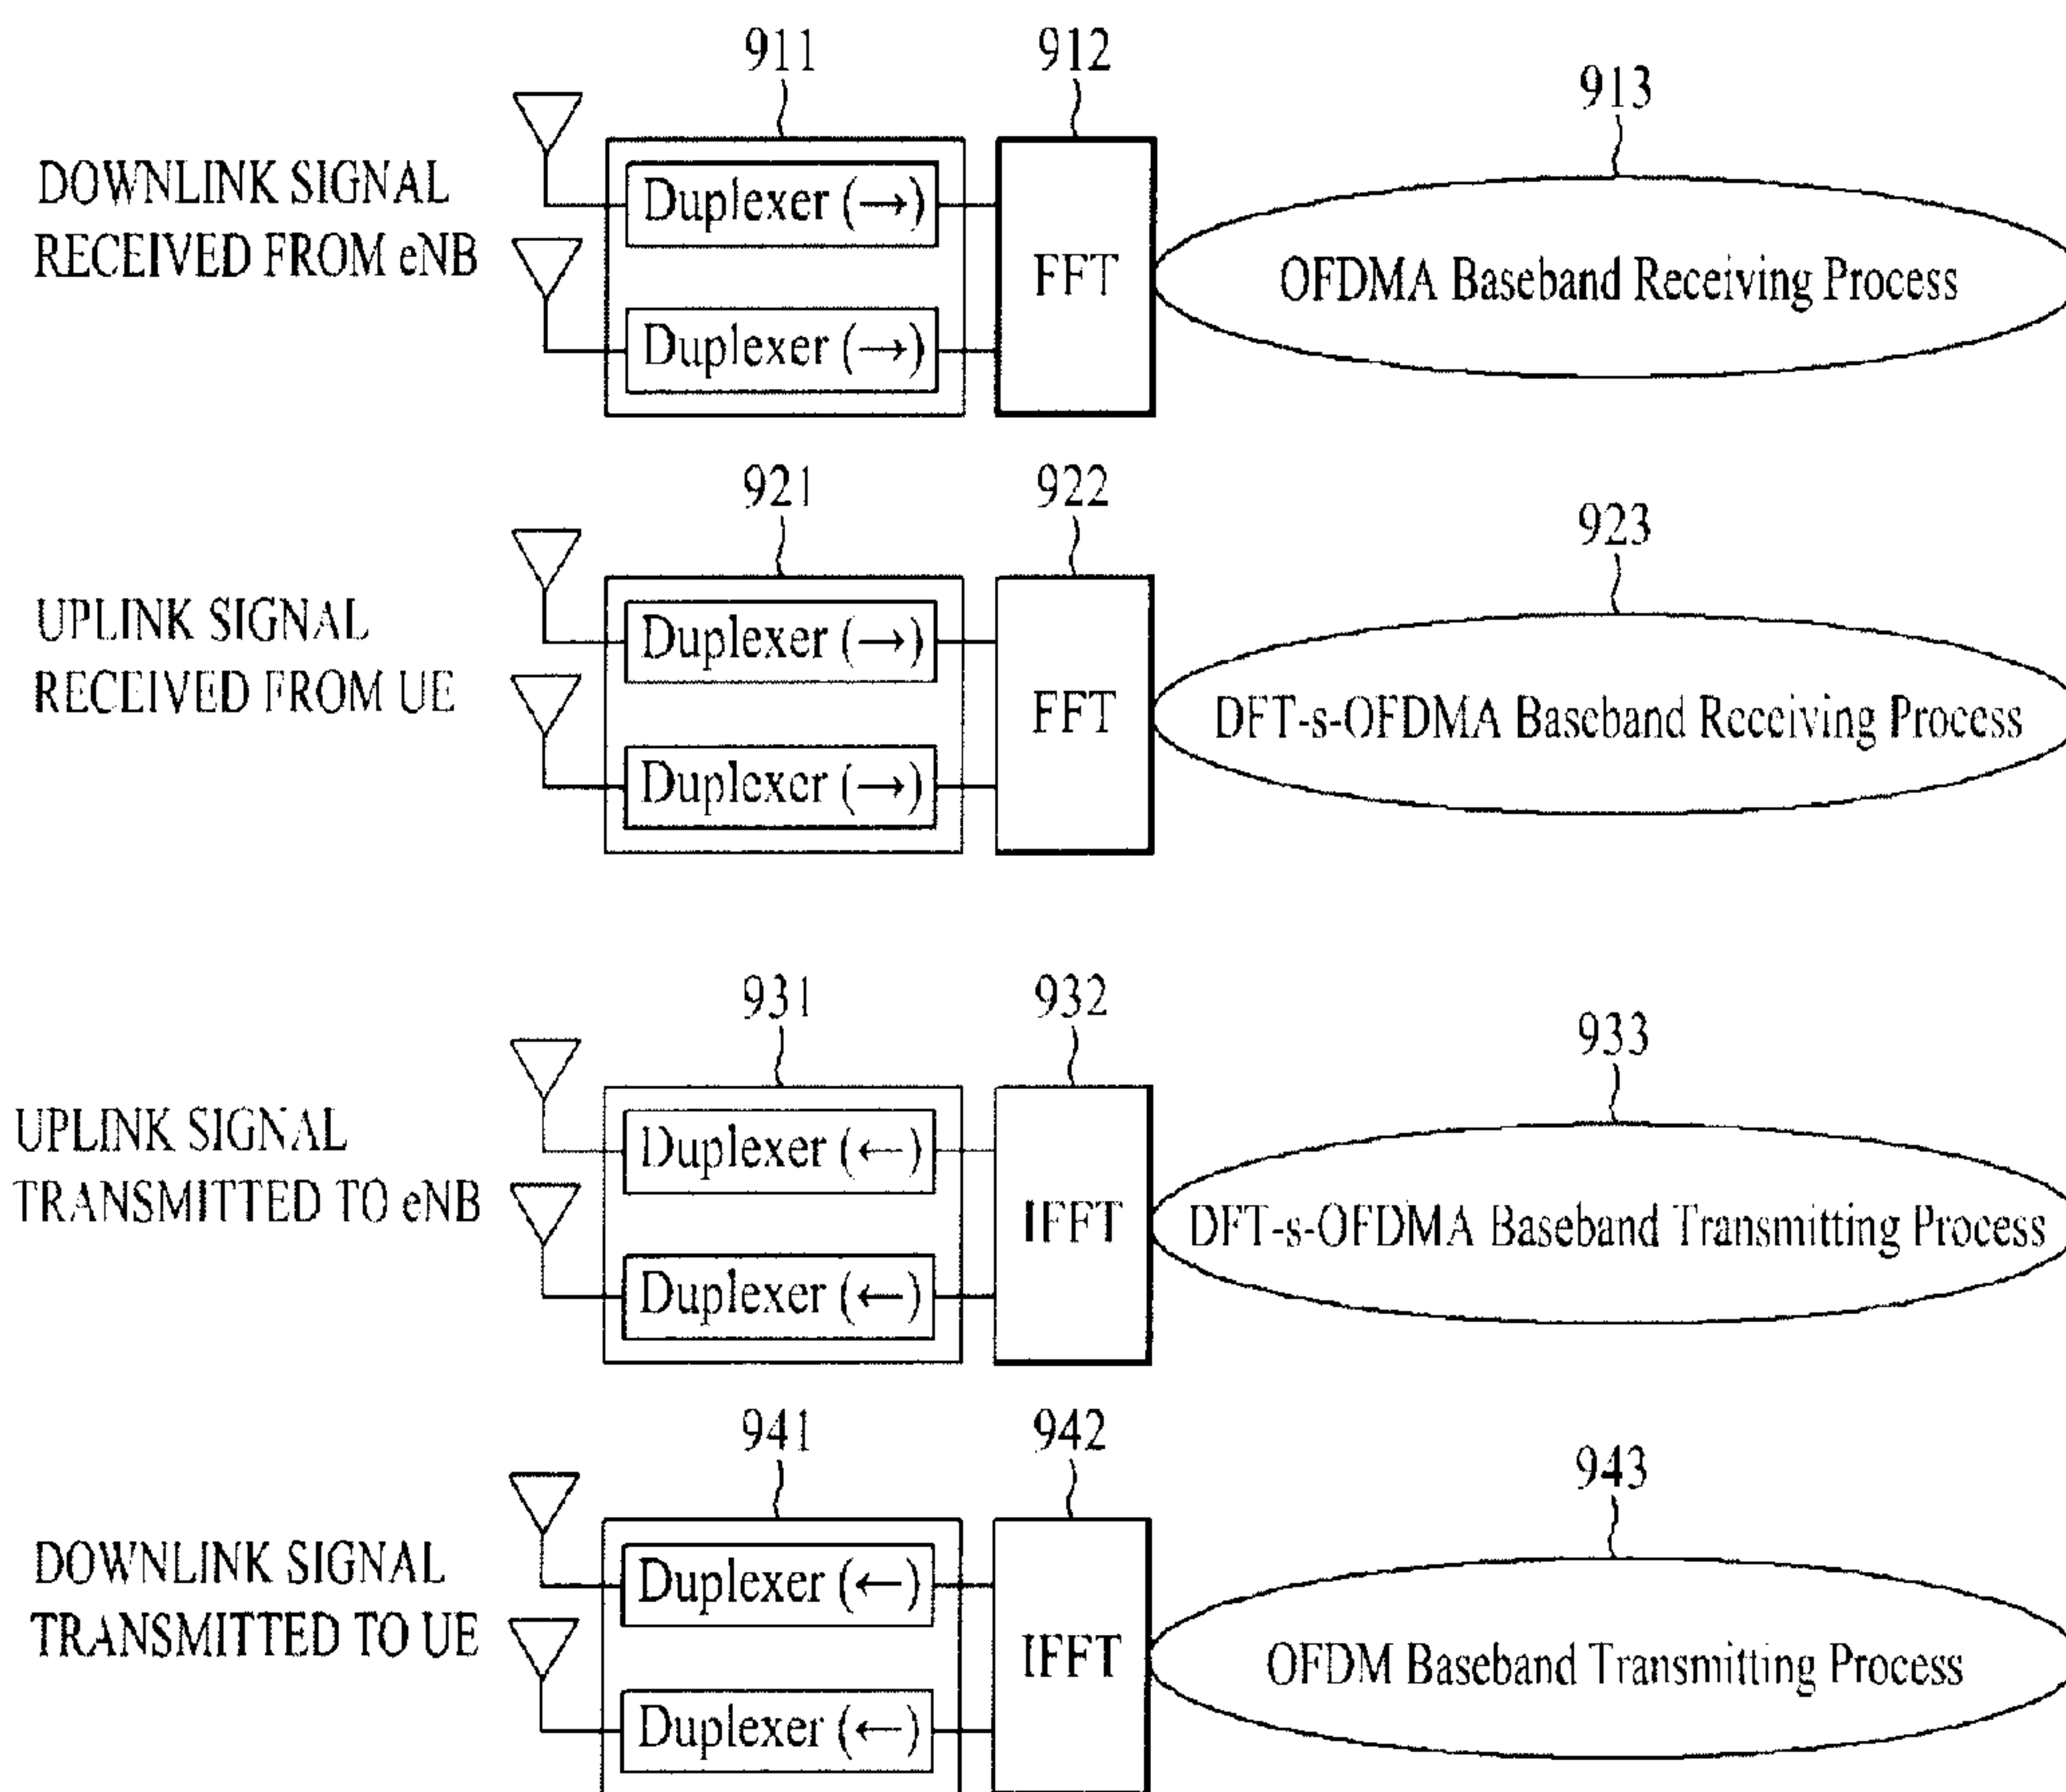 911
912
913
DOWNLINK SIGNAL
RECEIVED FROM eNB
Duplexer (→)
Duplexer (→)
FFT
OFDMA Baseband Receiving Process
921
922
923
UPLINK SIGNAL
RECEIVED FROM UE
Duplexer (→)
Duplexer (→)
FFT
DFT-s-OFDMA Baseband Receiving Process
931
932
933
UPLINK SIGNAL
TRANSMITTED TO eNB
Duplexer (←)
Duplexer (←)
IFFT
DFT-s-OFDMA Baseband Transmitting Process
941
942
943
DOWNLINK SIGNAL
TRANSMITTED TO UE
Duplexer (←)
Duplexer (←)
IFFT
OFDM Baseband Transmitting Process